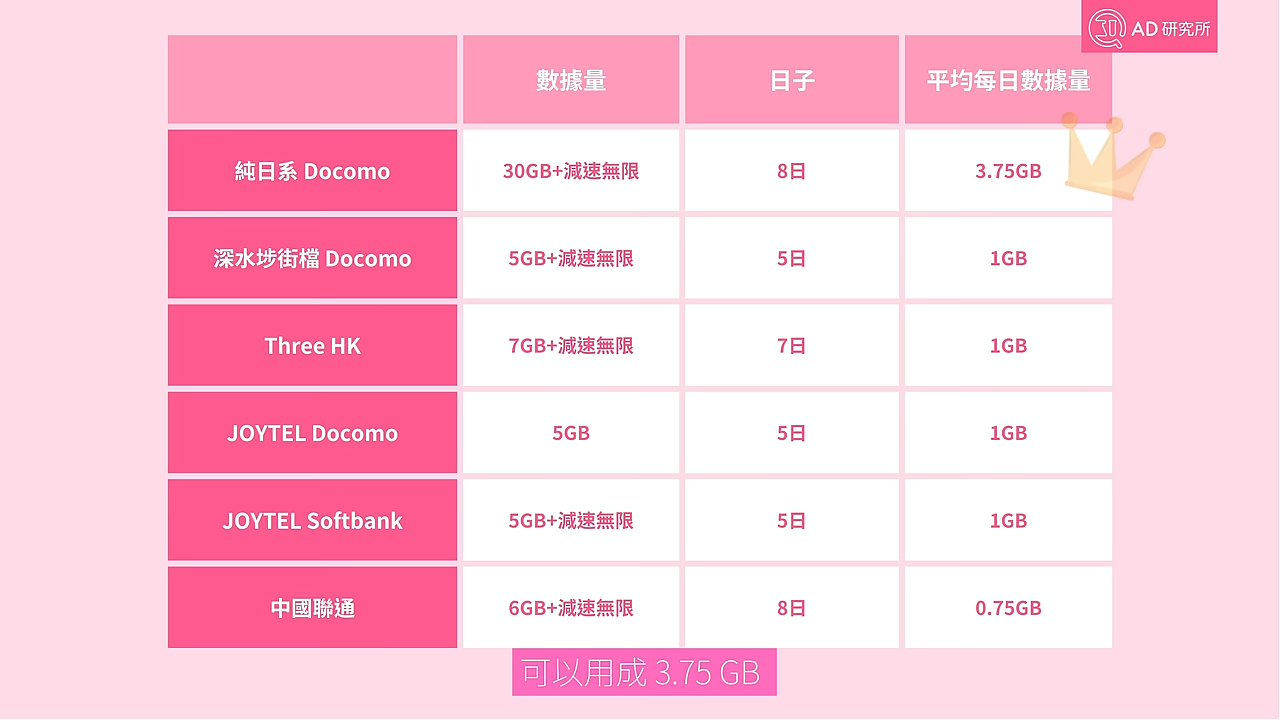 AD 研究所
數據量 日子 平均每日數據量
純日系 Docomo 30GB+減速無限 8日 3.75GB
深水埗街檔 Docomo 5GB+減速無限 5日 1GB
Three HK 7GB+減速無限 7日 1GB
JOYTEL Docomo 5GB 5日 1GB
JOYTEL Softbank 5GB+減速無限 5日 1GB
中國聯通 6GB+減速無限 8日 0.75GB
可以用成 3.75 GB